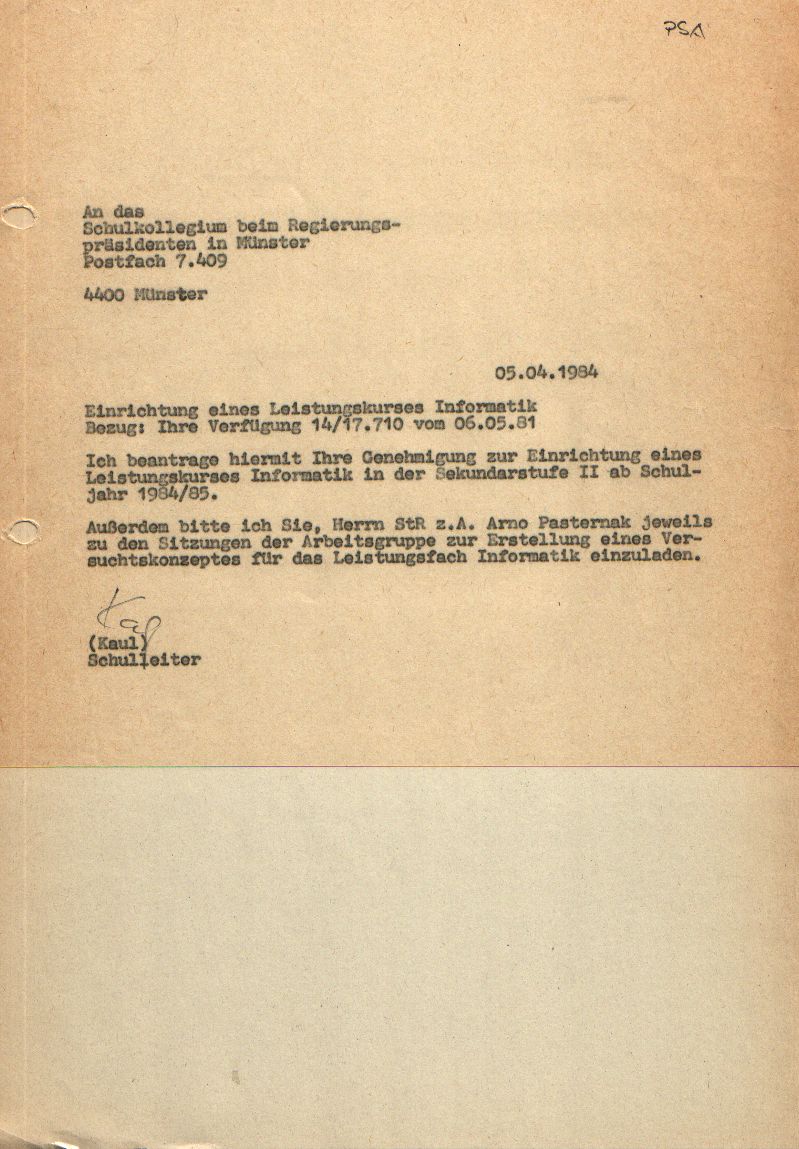 PSA
An das
Schulkollegium beim Regierungs-
präsidenten in Münster
Postfach 7.409
4400 Münster
05.04.1984
Einrichtung eines Leistungskurses Informatik
Bezug: Ihre Verfügung 14/17.710 vom 06.05.81
Ich beantrage hiermit Ihre Genehmigung zur Einrichtung eines
Leistungskurses Informatik in der Sekundarstufe II ab Schul-
jahr 1984/85.
Außerdem bitte ich Sie, Herrn StR z.A. Arno Pasternak jeweils
zu den Sitzungen der Arbeitsgruppe zur Erstellung eines Ver-
suchtskonzeptes für das Leistungsfach Informatik einzuladen.
Kaul
(Kaul)
Schulleiter